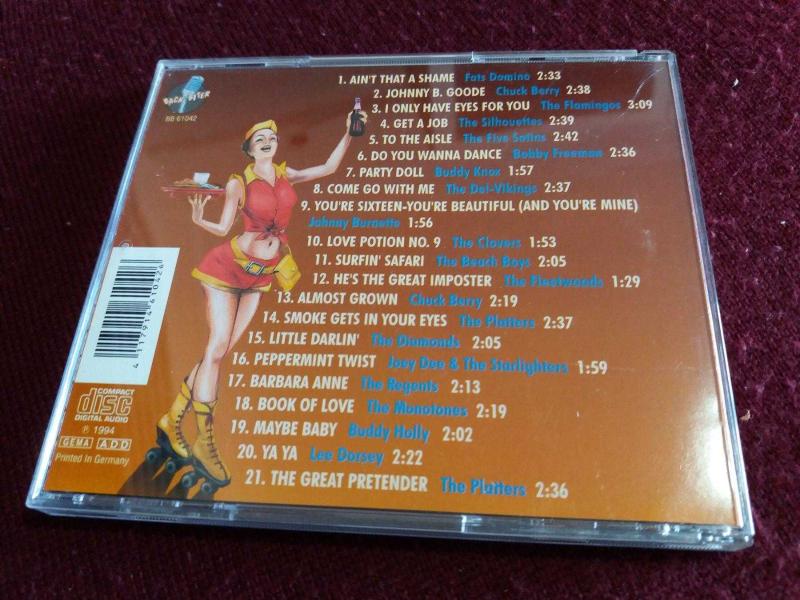 BACK BITER
BB 61042
1. AIN'T THAT A SHAME Fats Domino 2:33
2. JOHNNY B. GOODE Chuck Berry 2:38
3. I ONLY HAVE EYES FOR YOU The Flamingos 3:09
4. GET A JOB The Silhouettes 2:39
5. TO THE AISLE The Five Satins 2:42
6. DO YOU WANNA DANCE Bobby Freeman 2:36
7. PARTY DOLL Buddy Knox 1:57
8. COME GO WITH ME The Del-Vikings 2:37
9. YOU'RE SIXTEEN-YOU'RE BEAUTIFUL (AND YOU'RE MINE)
Johnny Burnette 1:56
10. LOVE POTION NO. 9 The Clovers 1:53
11. SURFIN' SAFARI The Beach Boys 2:05
12. HE'S THE GREAT IMPOSTER The Fleetwoods 1:29
13. ALMOST GROWN Chuck Berry 2:19
14. SMOKE GETS IN YOUR EYES The Platters 2:37
15. LITTLE DARLIN' The Diamonds 2:05
16. PEPPERMINT TWIST Joey Dee & The Starlighters 1:59
17. BARBARA ANNE The Regents 2:13
18. BOOK OF LOVE The Monotones 2:19
19. MAYBE BABY Buddy Holly 2:02
20. YA YA Lee Dorsey 2:22
21. THE GREAT PRETENDER The Platters 2:36
4 117914 610426
COMPACT
disc
DIGITAL AUDIO
℗ 1994
GEMA ADD
Printed in Germany